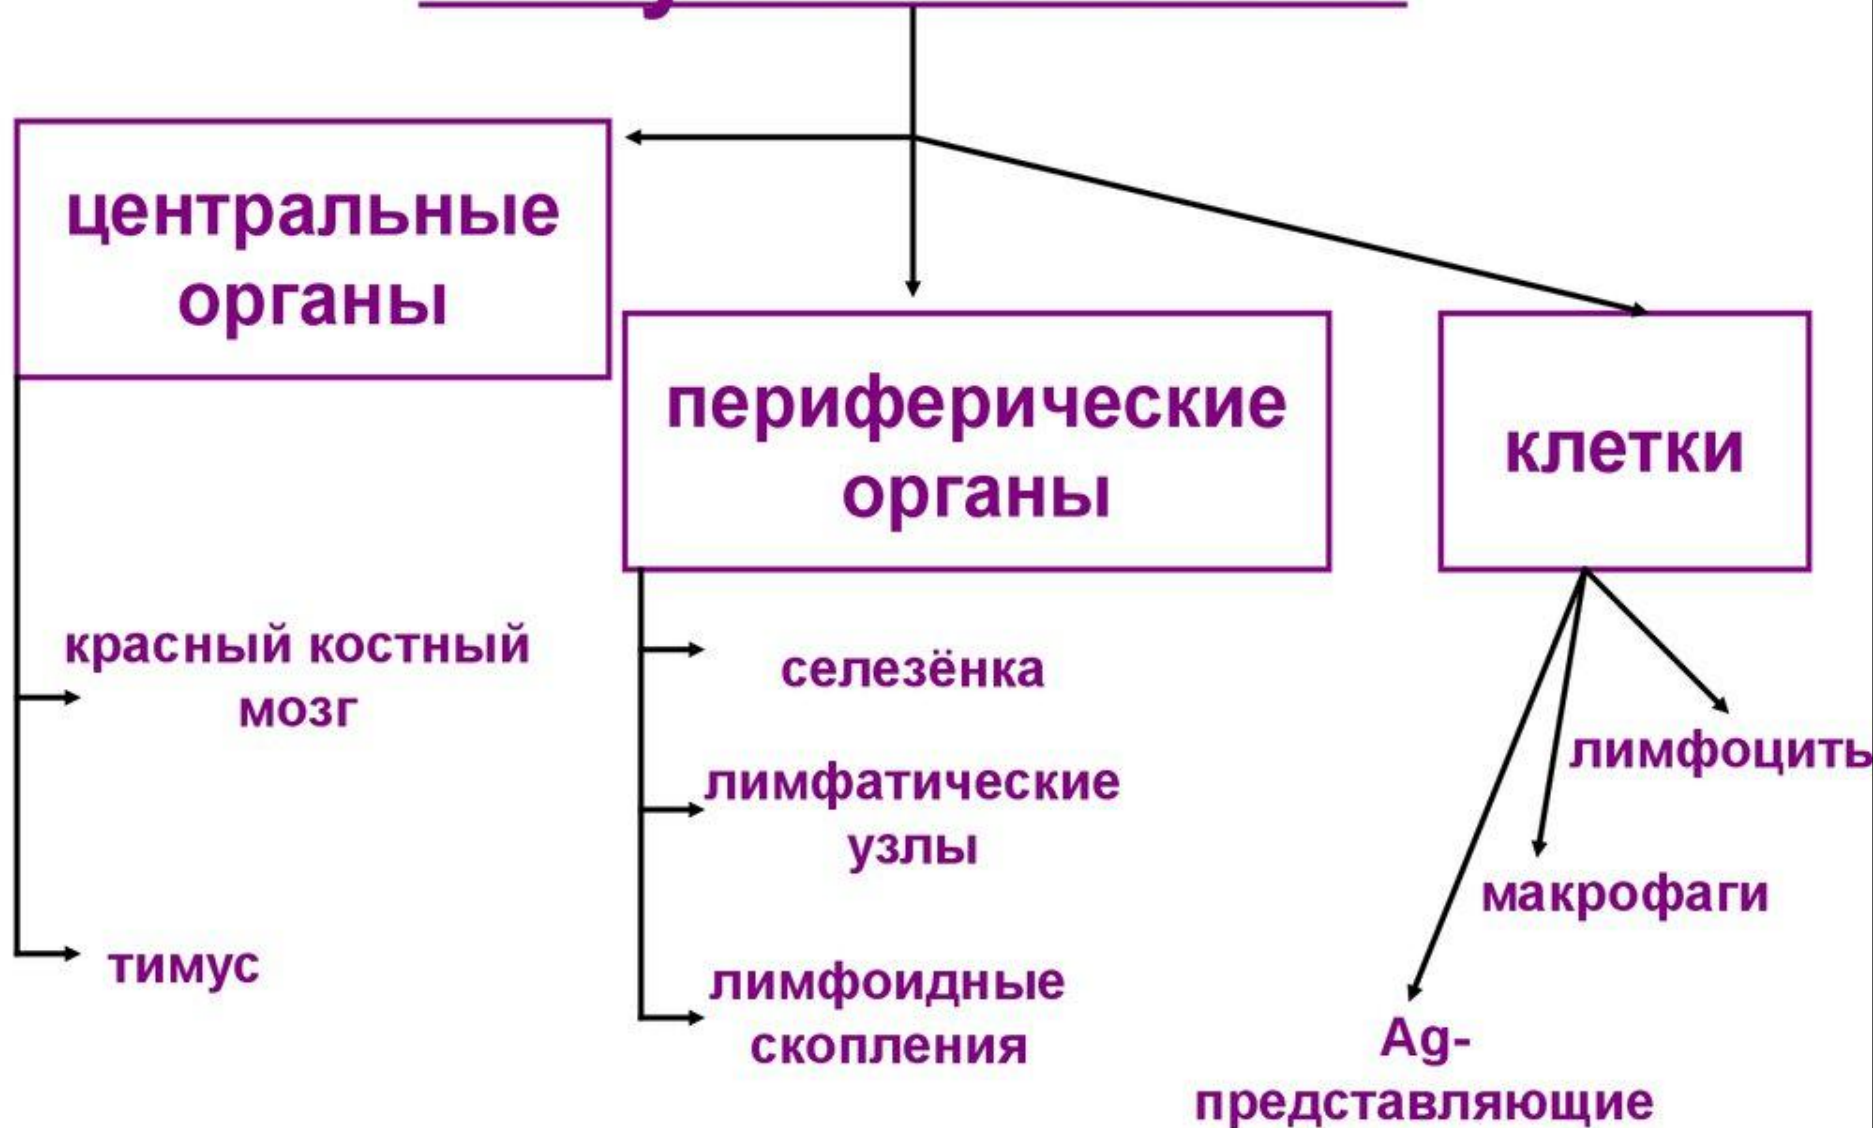 центральные
органы
периферические
органы
клетки
красный костный
мозг
тимус
селезёнка
лимфатические
узлы
лимфоидные
скопления
макрофаги
Ag-
представляющие